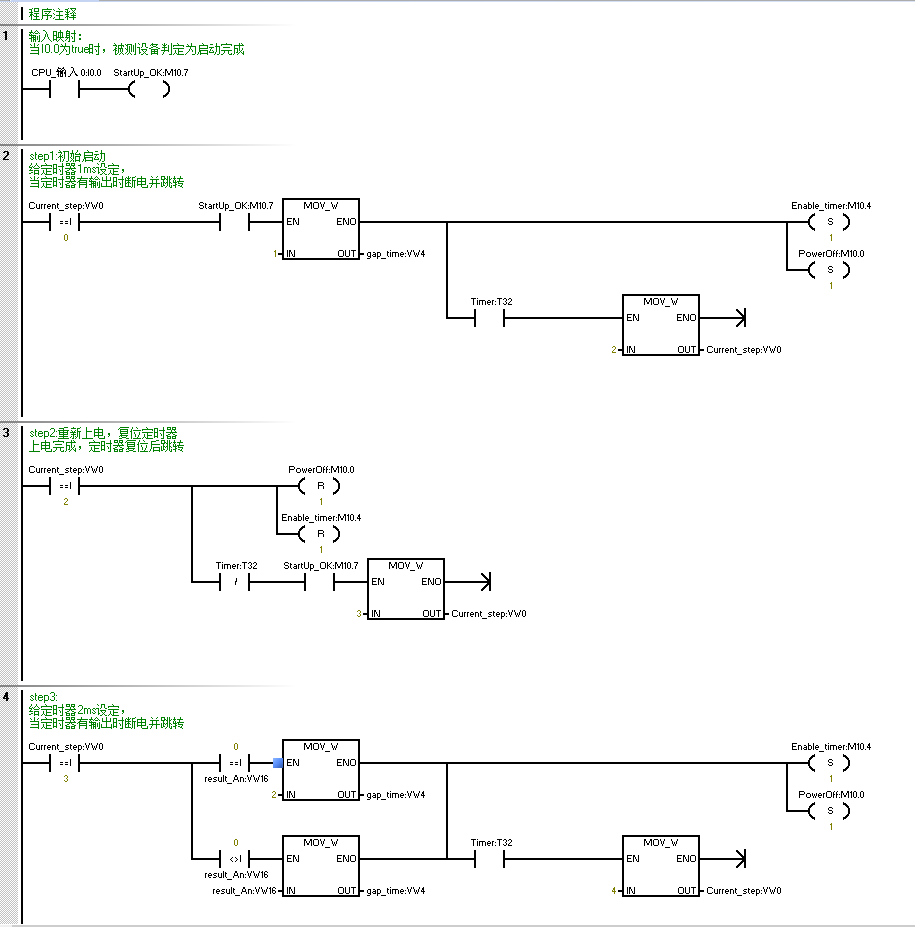 程序注释
1
输入映射：
当I0.0为true时，被测设备判定为启动完成
CPU_输入0:I0.0 StartUp_OK:M10.7
2
step1:初始启动
给定时器1ms设定，
当定时器有输出时断电并跳转
Current_step:VW0 StartUp_OK:M10.7 MOV_W Enable_timer:M10.4
==I EN ENO S
0 1
1 IN OUT gap_time:VW4 PowerOff:M10.0
S
1
Timer:T32 MOV_W
EN ENO
2 IN OUT Current_step:VW0
3
step2:重新上电，复位定时器
上电完成，定时器复位后跳转
Current_step:VW0 PowerOff:M10.0
==I R
2 1
Enable_timer:M10.4
R
1
Timer:T32 StartUp_OK:M10.7 MOV_W
/ EN ENO
3 IN OUT Current_step:VW0
4
step3:
给定时器2ms设定，
当定时器有输出时断电并跳转
Current_step:VW0 0 MOV_W Enable_timer:M10.4
==I ==I EN ENO S
3 result_An:VW16 1
2 IN OUT gap_time:VW4 PowerOff:M10.0
S
1
0 MOV_W Timer:T32 MOV_W
<>I EN ENO EN ENO
result_An:VW16
result_An:VW16 IN OUT gap_time:VW4 4 IN OUT Current_step:VW0